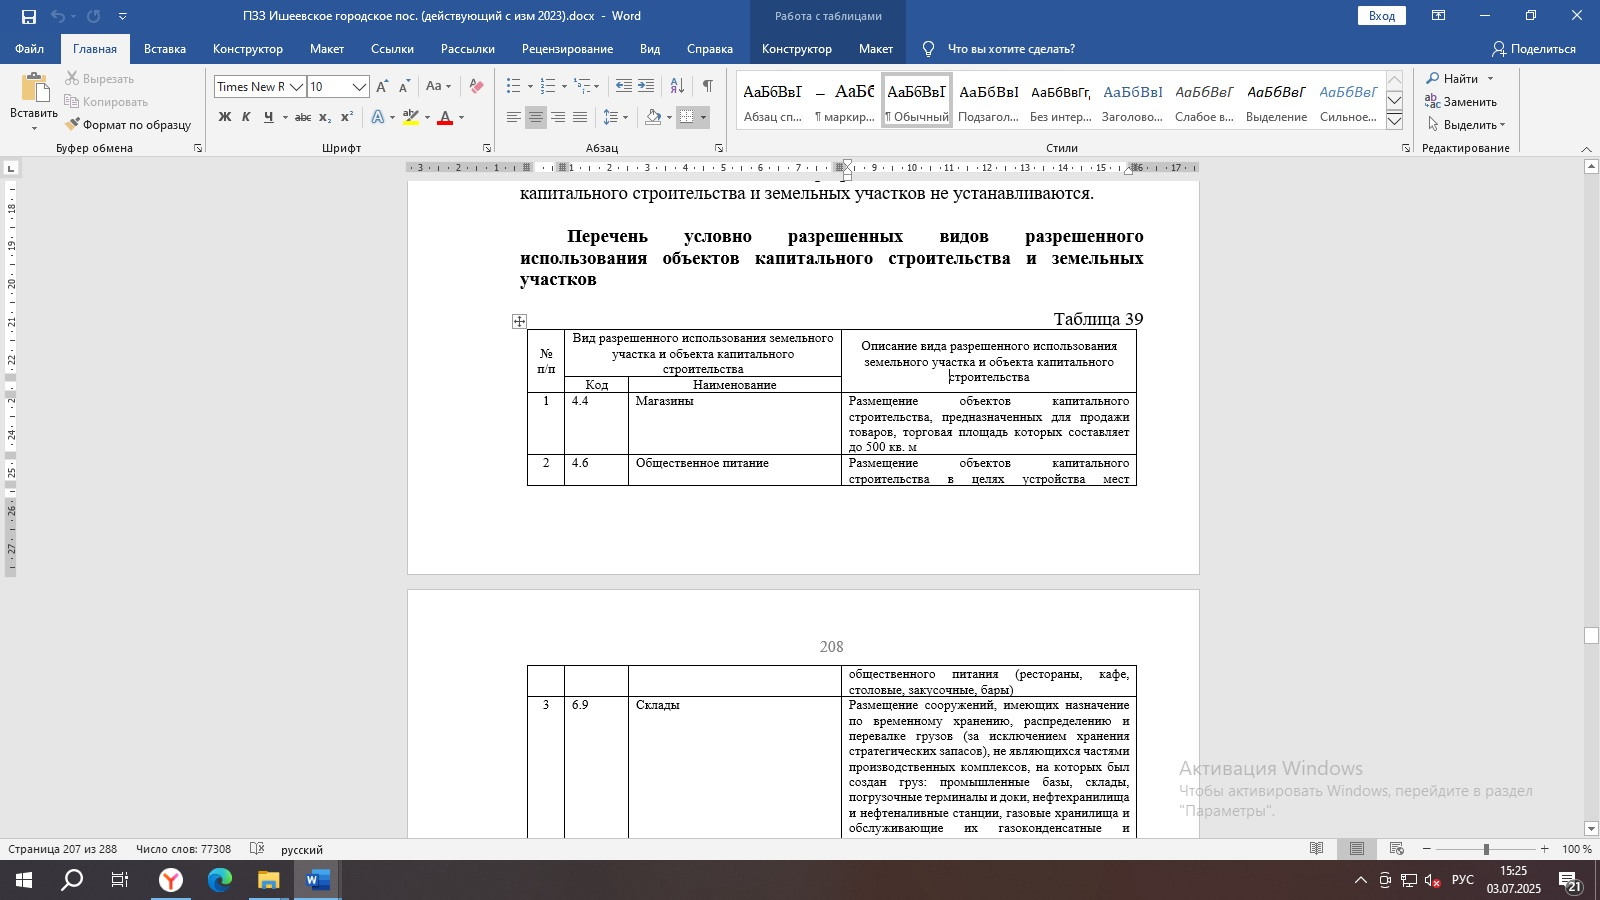 ПЗЗ Ишеевское городское пос. (действующий с изм 2023).docx - Word
Работа с таблицами
Вход
Файл
Главная
Вставка
Конструктор
Макет
Ссылки
Рассылки
Рецензирование
Вид
Справка
Конструктор
Макет
Что вы хотите сделать?
Поделиться
Вставить
Вырезать
Копировать
Формат по образцу
Буфер обмена
Times New R
10
Шрифт
Абзац
АаБбВвГ
Абзац сп...
– АаБб
¶ маркир...
АаБбВвГ
¶ Обычный
АаБбВвІ
Подзагол...
АаБбВвГг,
Без интер...
АаБбВвІ
Заголово...
АаБбВвГ
Слабое в...
АаБбВвГ
Выделение
АаБбВвГ
Сильное...
Стили
Найти
Заменить
Выделить
Редактирование
капитального строительства и земельных участков не устанавливаются.
Перечень условно разрешенных видов разрешенного
использования объектов капитального строительства и земельных
участков
Таблица 39
№
п/п
Вид разрешенного использования земельного
участка и объекта капитального
строительства
Код
Наименование
Описание вида разрешенного использования
земельного участка и объекта капитального
строительства
1
4.4
Магазины
Размещение объектов капитального
строительства, предназначенных для продажи
товаров, торговая площадь которых составляет
до 500 кв. м
2
4.6
Общественное питание
Размещение объектов капитального
строительства в целях устройства мест
208
общественного питания (рестораны, кафе,
столовые, закусочные, бары)
3
6.9
Склады
Размещение сооружений, имеющих назначение
по временному хранению, распределению и
перевалке грузов (за исключением хранения
стратегических запасов), не являющихся частями
производственных комплексов, на которых был
создан груз: промышленные базы, склады,
погрузочные терминалы и доки, нефтехранилища
и нефтеналивные станции, газовые хранилища и
обслуживающие их газоконденсатные и
Активация Windows
Чтобы активировать Windows, перейдите в раздел
"Параметры".
Страница 207 из 288
Число слов: 77308
русский
100 %
РУС
15:25
03.07.2025
21